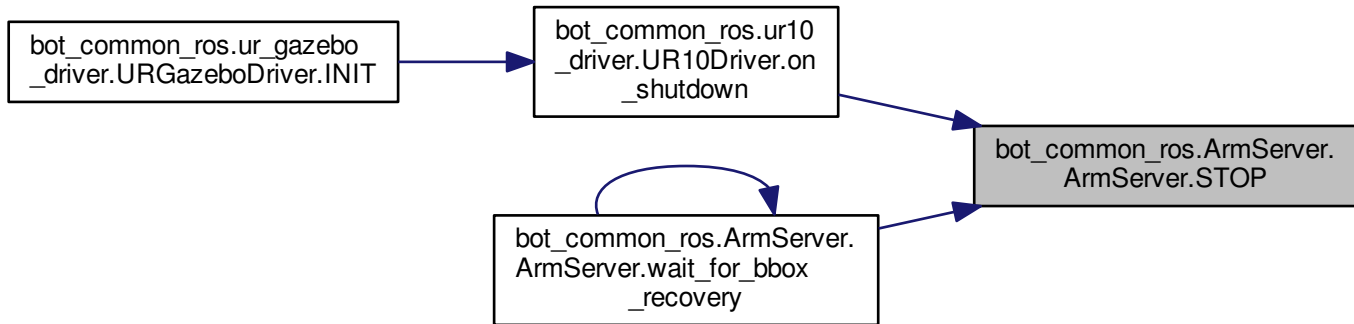 bot_common_ros.ur_gazebo
_driver.URGazeboDriver.INIT
bot_common_ros.ur10
_driver.UR10Driver.on
_shutdown
bot_common_ros.ArmServer.
ArmServer.STOP
bot_common_ros.ArmServer.
ArmServer.wait_for_bbox
_recovery